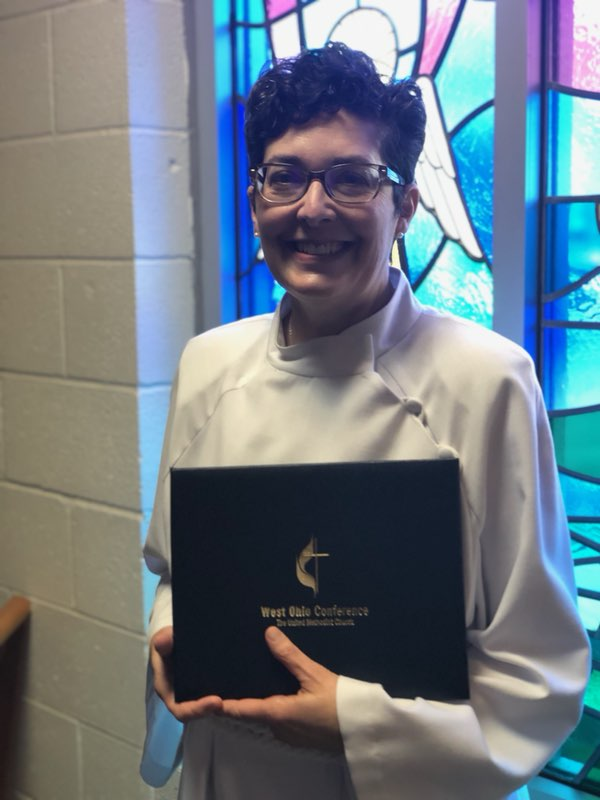 West Ohio Conference
The United Methodist Church